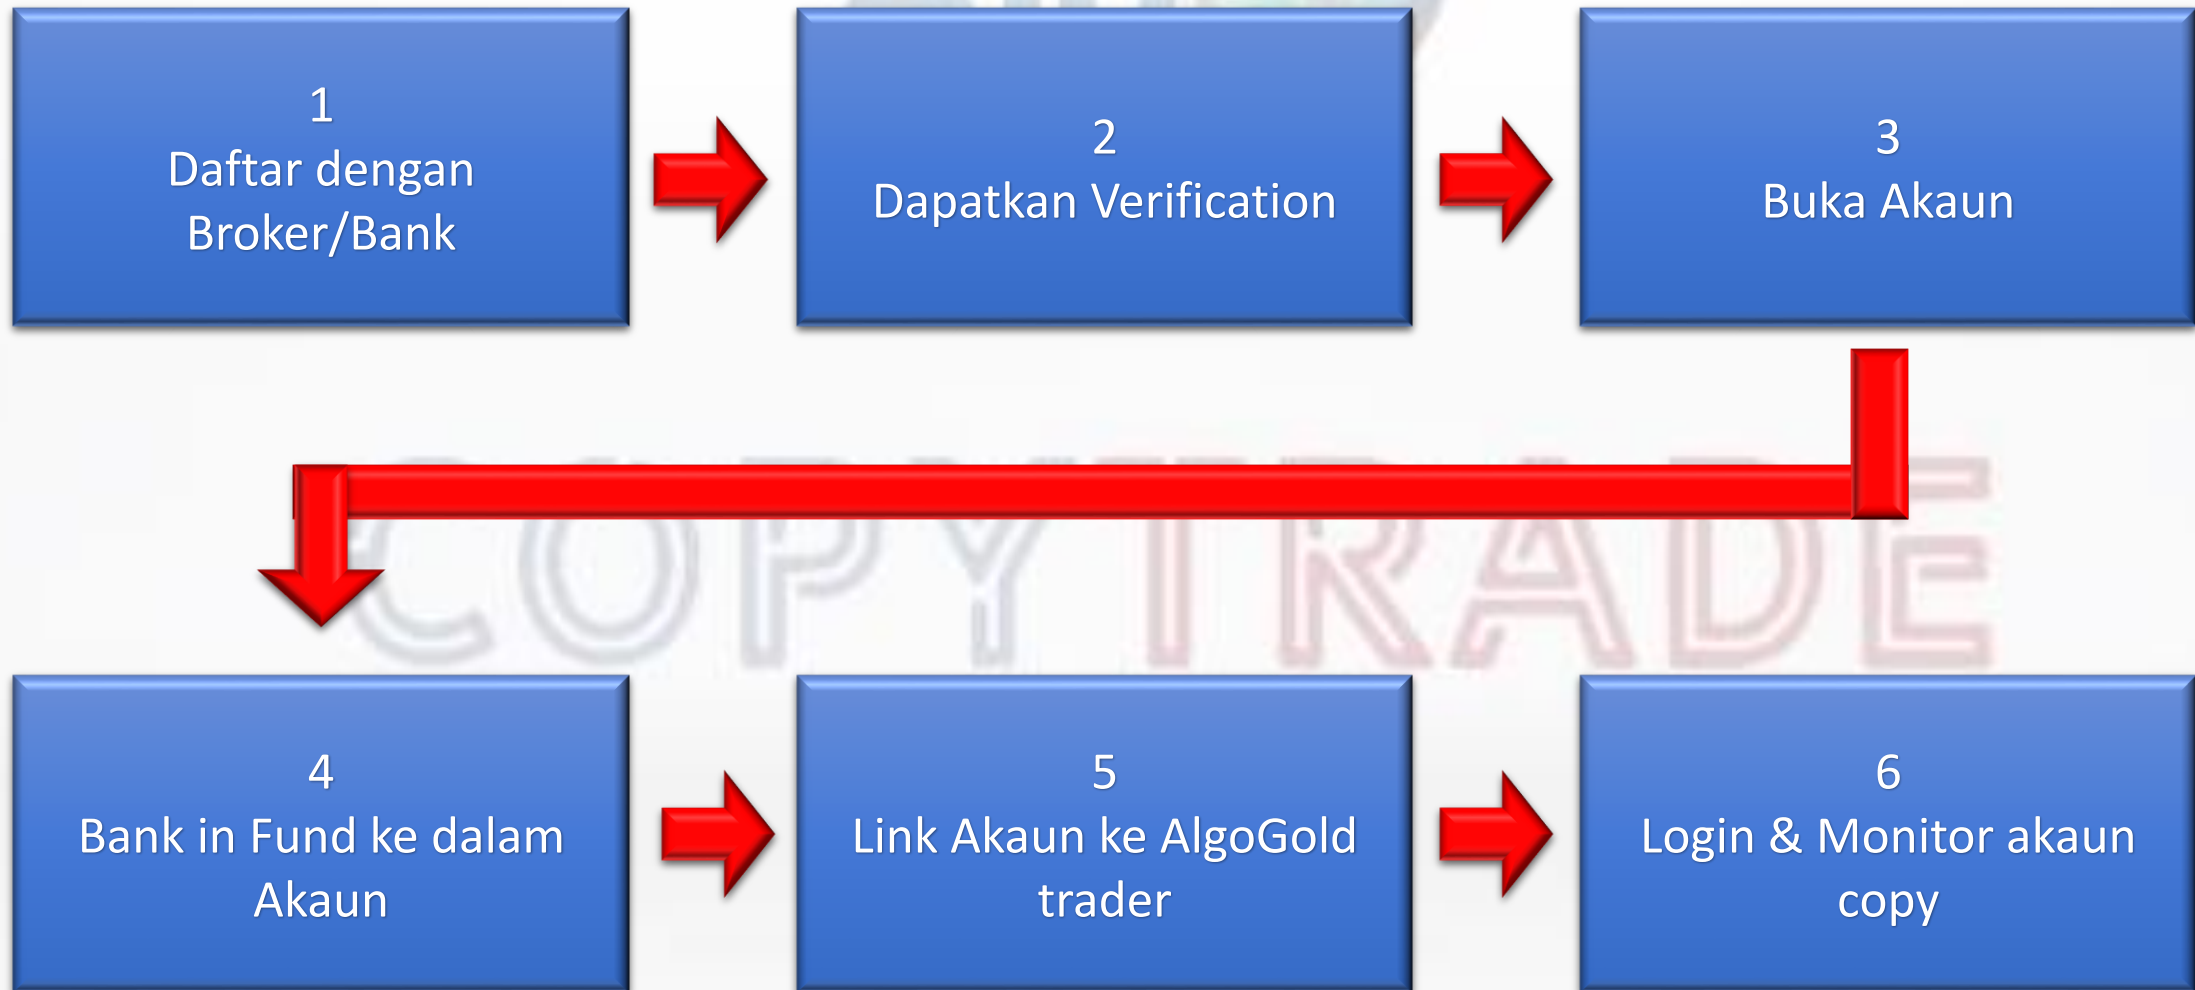 1
Daftar dengan
Broker/Bank
2
Dapatkan Verification
3
Buka Akaun
COPYTRADE
4
Bank in Fund ke dalam
Akaun
5
Link Akaun ke AlgoGold
trader
6
Login & Monitor akaun
copy